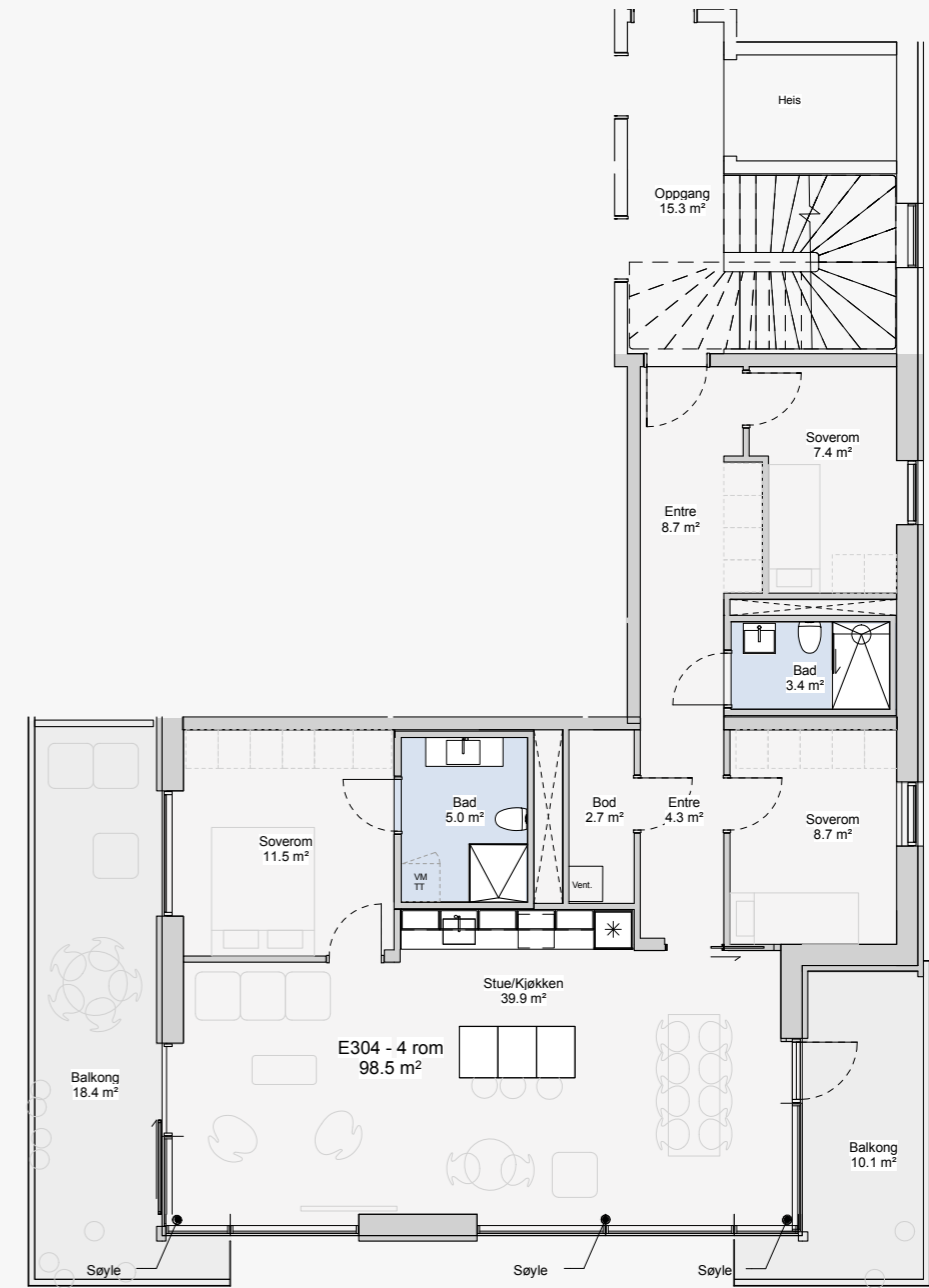 Heis
Oppgang
15.3 m²
Soverom
7.4 m²
Entre
8.7 m²
Bad
3.4 m²
Bad
5.0 m²
Bod
2.7 m²
Entre
4.3 m²
Soverom
8.7 m²
Soverom
11.5 m²
VM
TT
Vent.
Stue/Kjøkken
39.9 m²
E304 - 4 rom
98.5 m²
Balkong
18.4 m²
Balkong
10.1 m²
Søyle
Søyle
Søyle